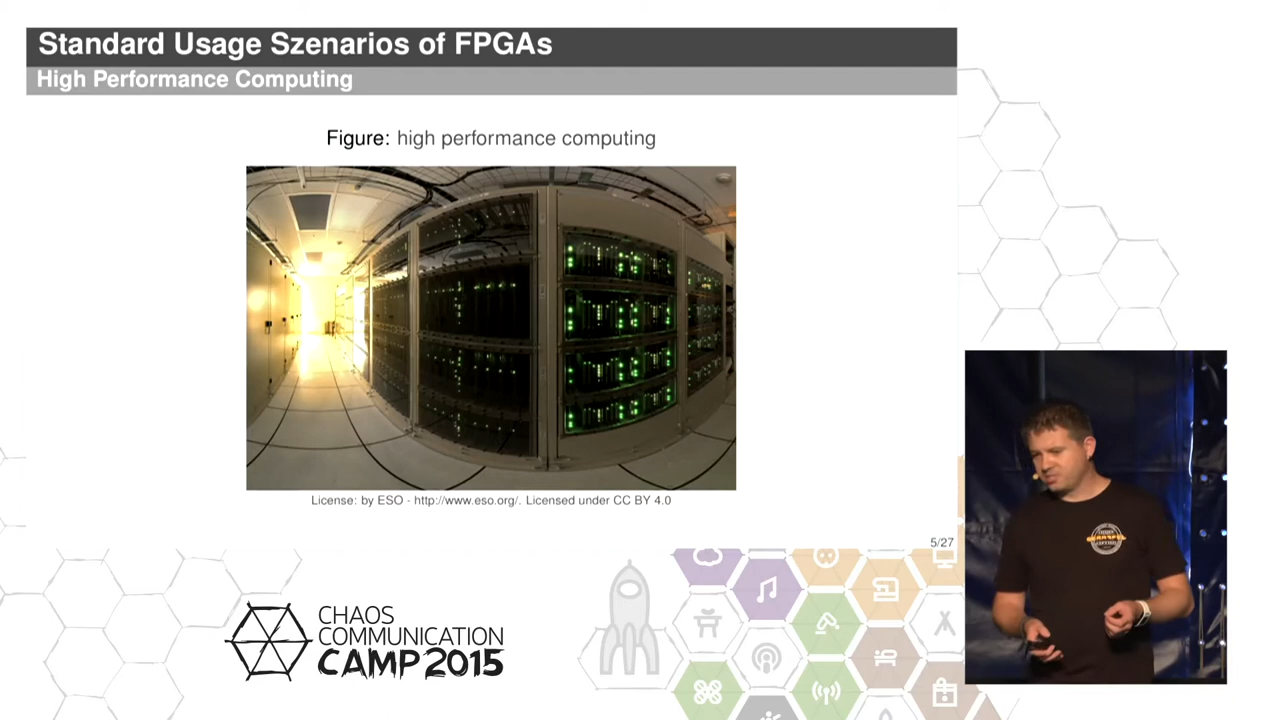 Standard Usage Szenarios of FPGAs
High Performance Computing
Figure: high performance computing
License: by ESO - http://www.eso.org/. Licensed under CC BY 4.0
5/27
CHAOS
COMMUNICATION
CAMP 2015